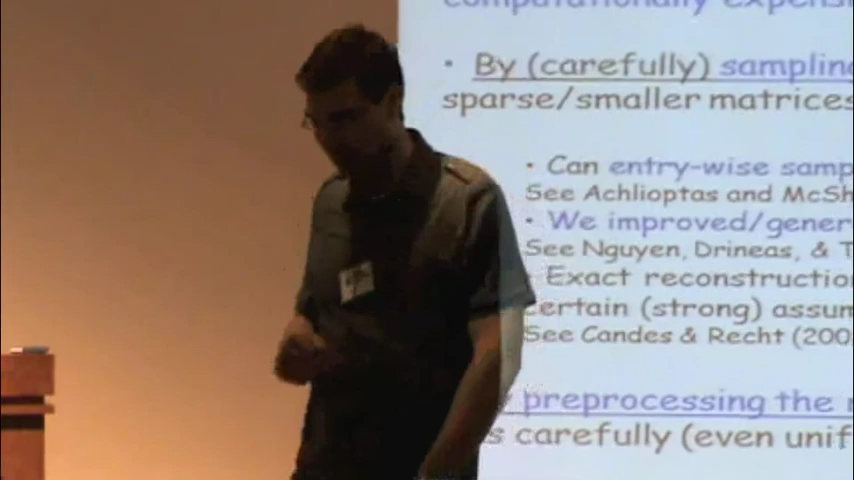 computationally expens
• By (carefully) sampling
sparse/smaller matrices
• Can entry-wise samp
See Achlioptas and McSh
• We improved/gener
See Nguyen, Drineas, & T
Exact reconstructio
certain (strong) assum
See Candes & Recht (200
preprocessing the
s carefully (even unif